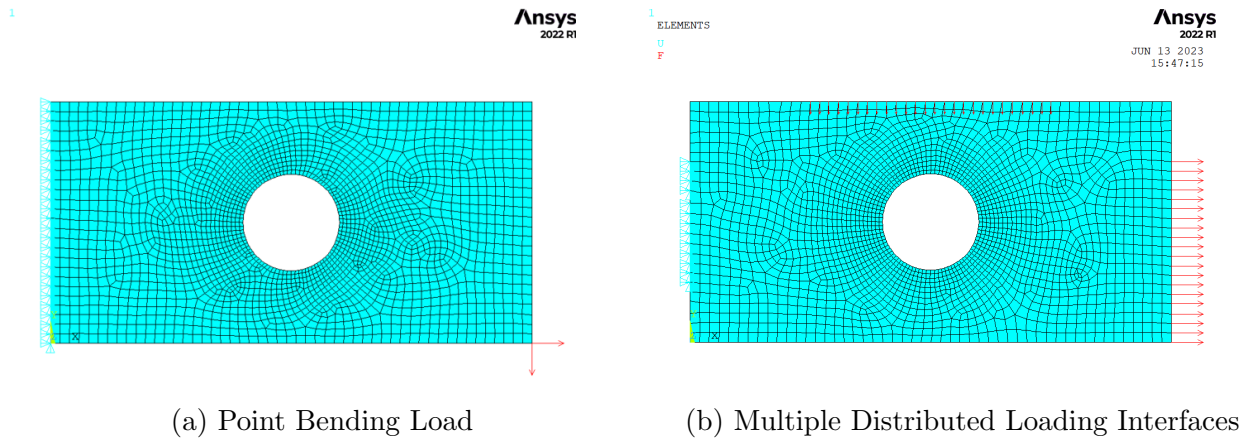 1
Ansys
2022 R1
X
(a) Point Bending Load
1
ELEMENTS
U
F
Ansys
2022 R1
JUN 13 2023
15:47:15
X
(b) Multiple Distributed Loading Interfaces